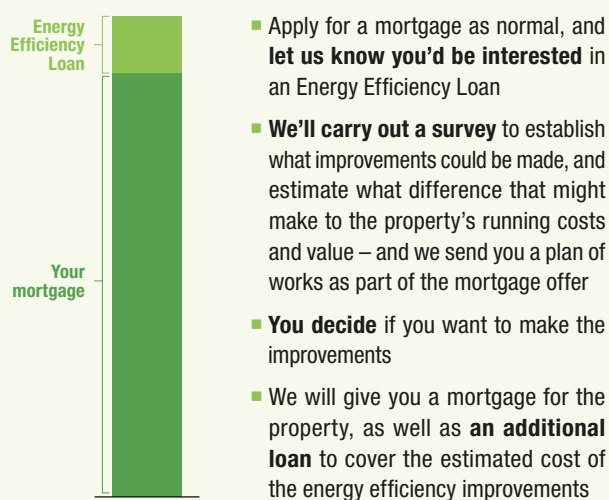 Energy
Efficiency
Loan
Your
mortgage
Apply for a mortgage as normal, and
let us know you’d be interested in
an Energy Efficiency Loan
We’ll carry out a survey to establish
what improvements could be made, and
estimate what difference that might
make to the property’s running costs
and value – and we send you a plan of
works as part of the mortgage offer
You decide if you want to make the
improvements
We will give you a mortgage for the
property, as well as an additional
loan to cover the estimated cost of
the energy efficiency improvements